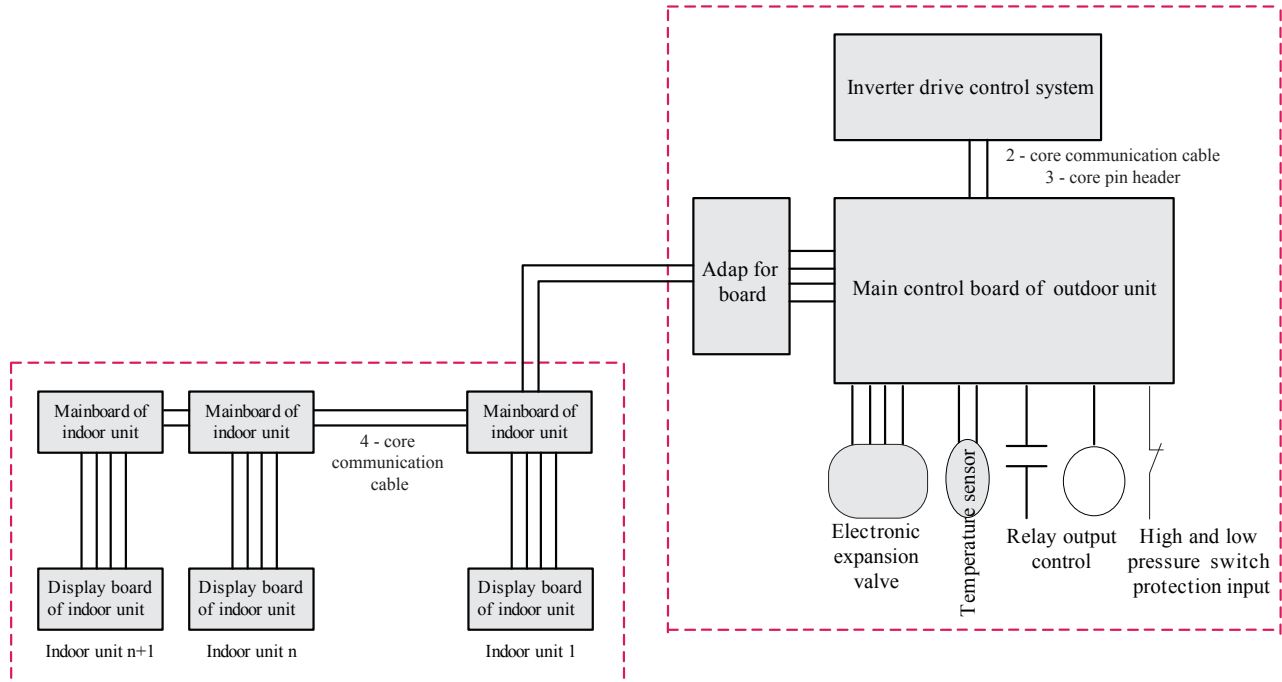 Inverter drive control system
2 - core communication cable
3 - core pin header
Adap for
board
Main control board of outdoor unit
Mainboard of
indoor unit
Mainboard of
indoor unit
Mainboard of
indoor unit
4 - core
communication
cable
Electronic
expansion
valve
Temperature sensor
Relay output
control
High and low
pressure switch
protection input
Display board
of indoor unit
Display board
of indoor unit
Display board
of indoor unit
Indoor unit n+1
Indoor unit n
Indoor unit 1